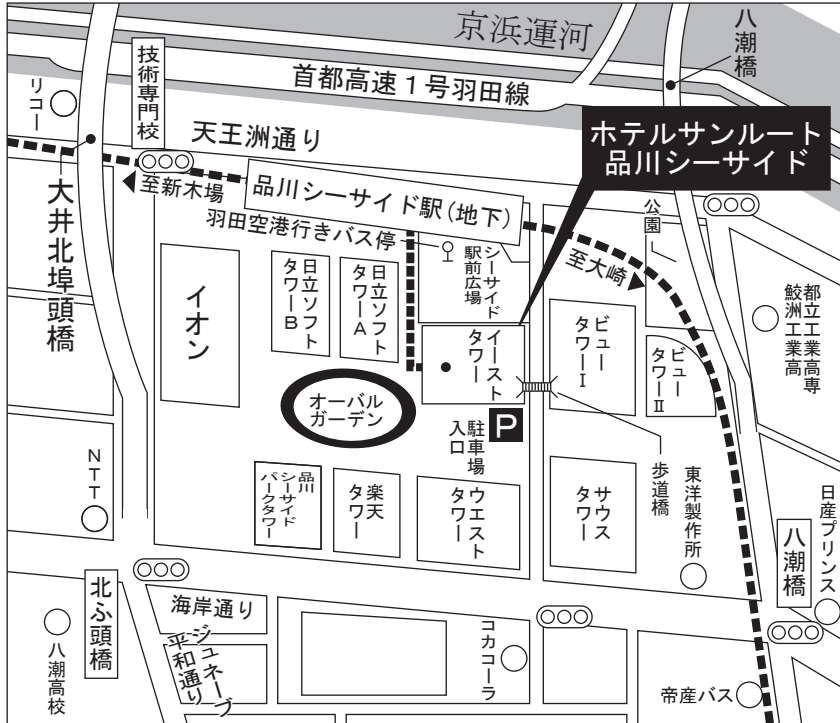 京浜運河
八潮橋
首都高速1号羽田線
技術専門校
リコー
天王洲通り
ホテルサンルート
品川シーサイド
大井北埠頭橋
至新木場
品川シーサイド駅(地下)
羽田空港行きバス停
シーサイド
駅前広場
至大崎
公園
都立工業高専
鮫洲工業高
イオン
日立ソフト
タワーB
日立ソフト
タワーA
イースト
タワー
ビュー
タワーⅠ
ビュー
タワーⅡ
オーバル
ガーデン
P
駐車場
入口
歩道橋
NTT
品川
シーサイド
パークタワー
楽天
タワー
ウエスト
タワー
サウス
タワー
東洋製作所
八潮橋
日産プリンス
北ふ頭橋
海岸通り
ジュネーブ
平和通り
八潮高校
コカコーラ
帝産バス